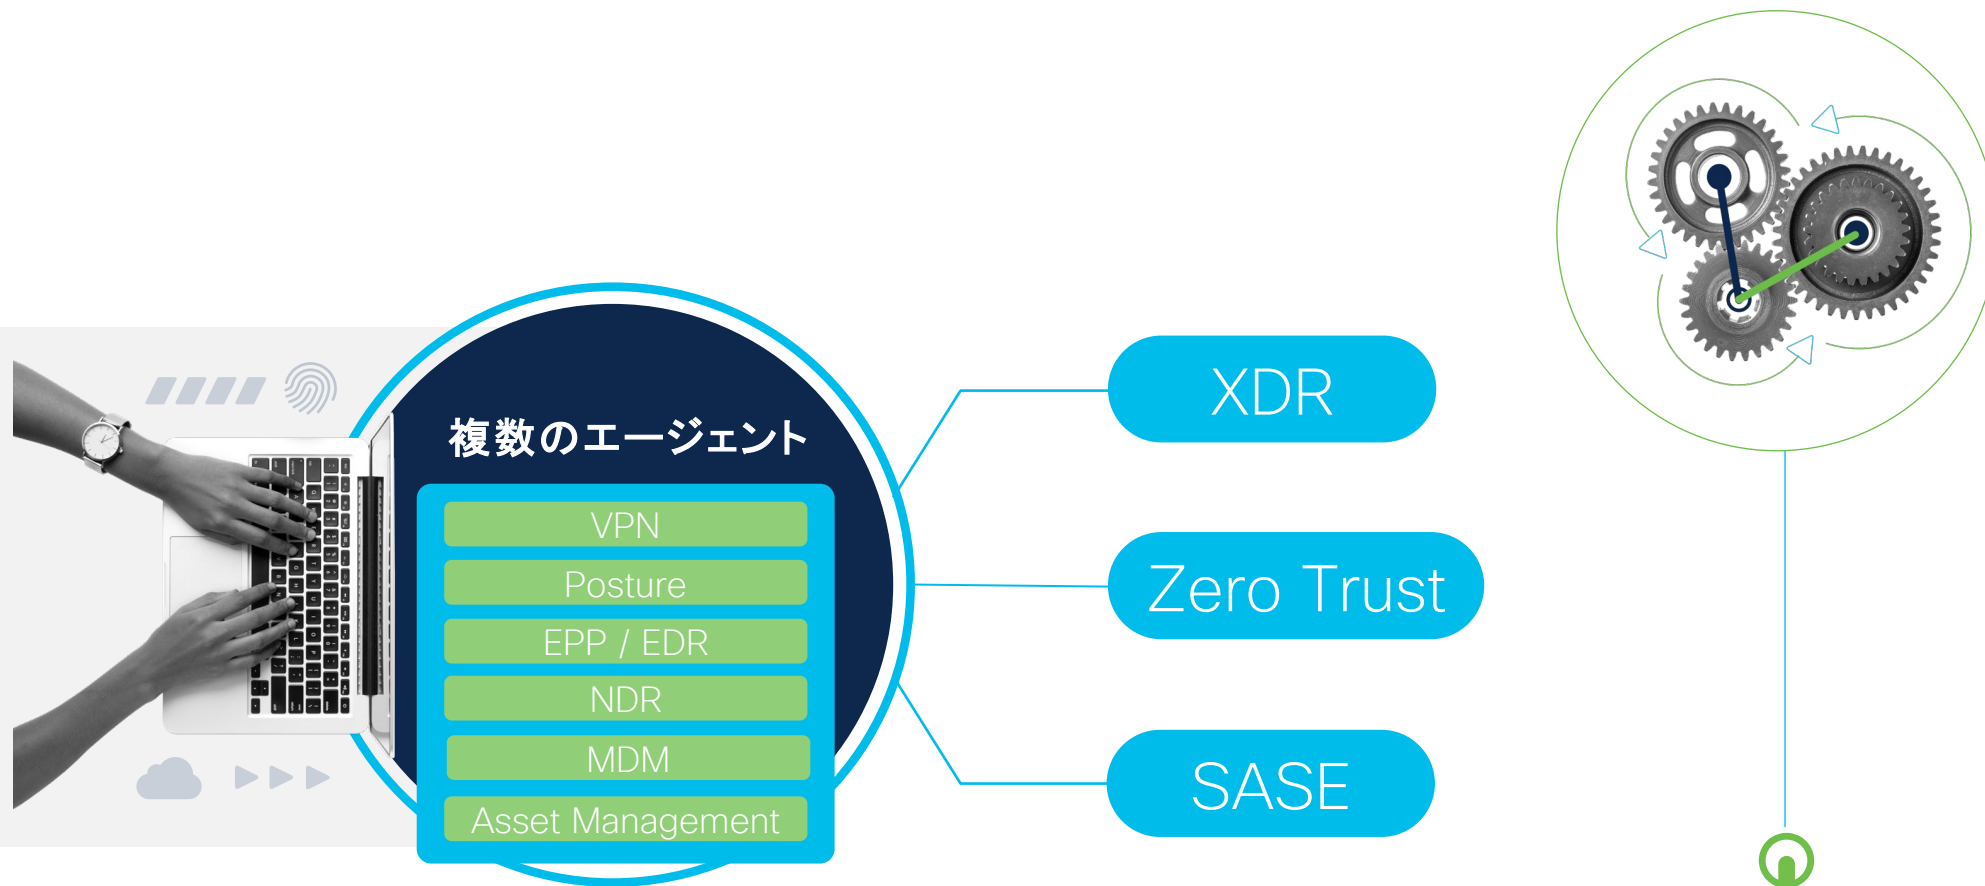 複数のエージェント
VPN
Posture
EPP / EDR
NDR
MDM
Asset Management
XDR
Zero Trust
SASE